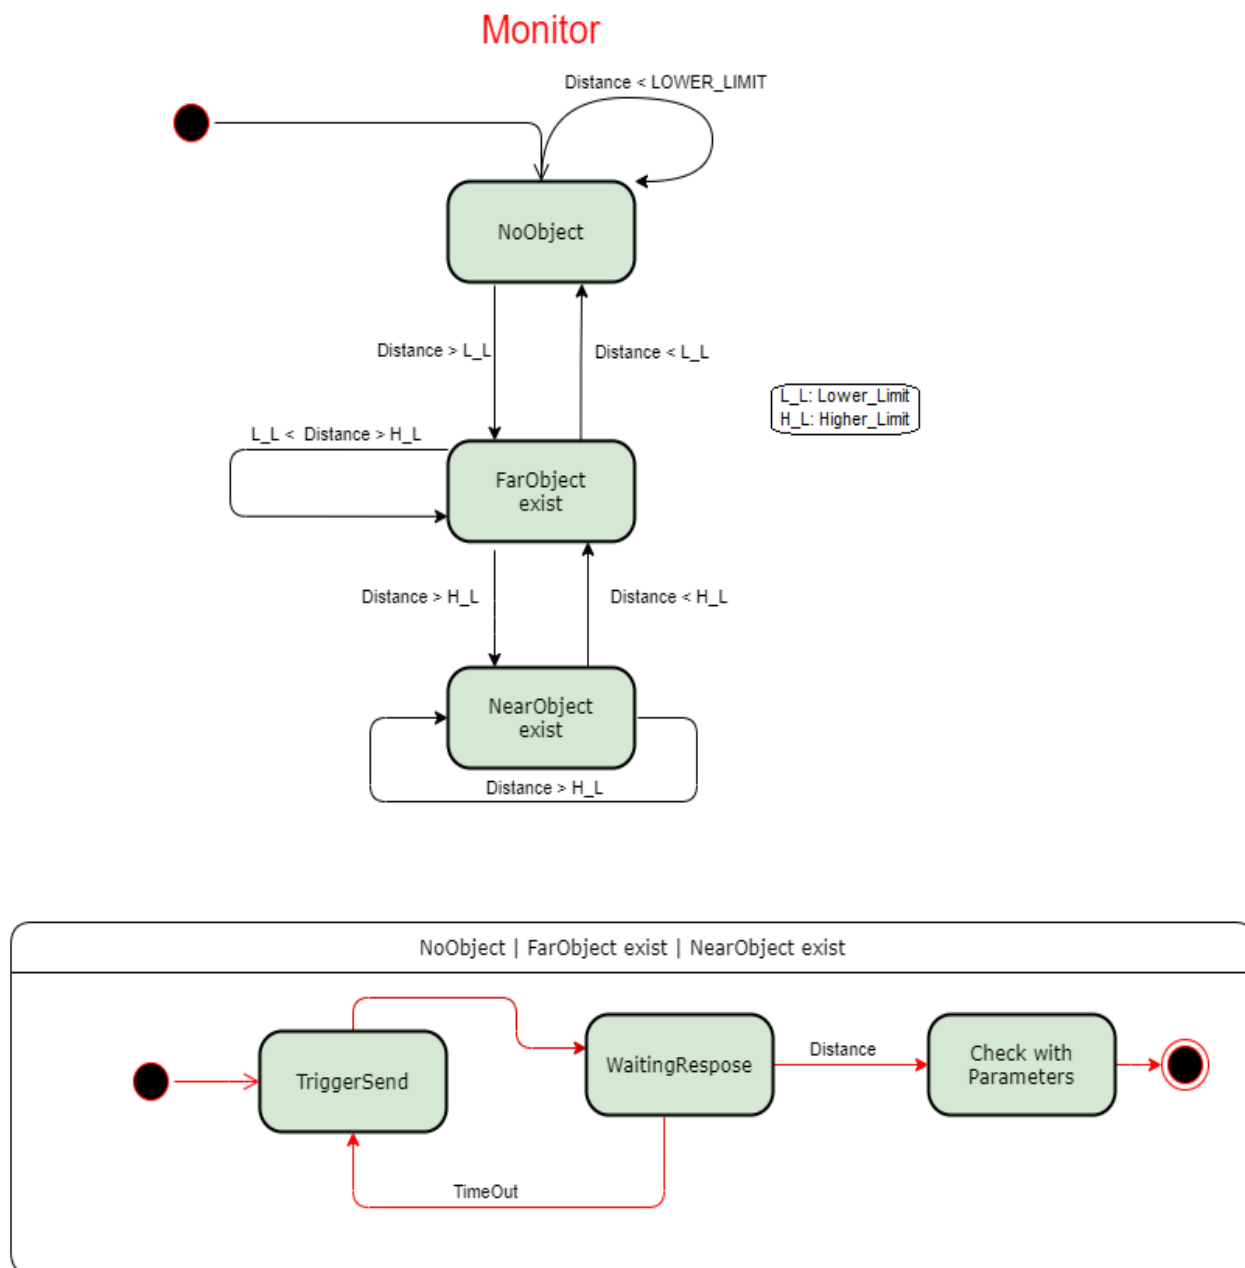 Monitor
Distance < LOWER_LIMIT
NoObject
Distance > L_L
Distance < L_L
L_L: Lower_Limit
H_L: Higher_Limit
L_L <  Distance > H_L
FarObject
exist
Distance > H_L
Distance < H_L
NearObject
exist
Distance > H_L
NoObject | FarObject exist | NearObject exist
TriggerSend
WaitingRespose
Distance
Check with
Parameters
TimeOut